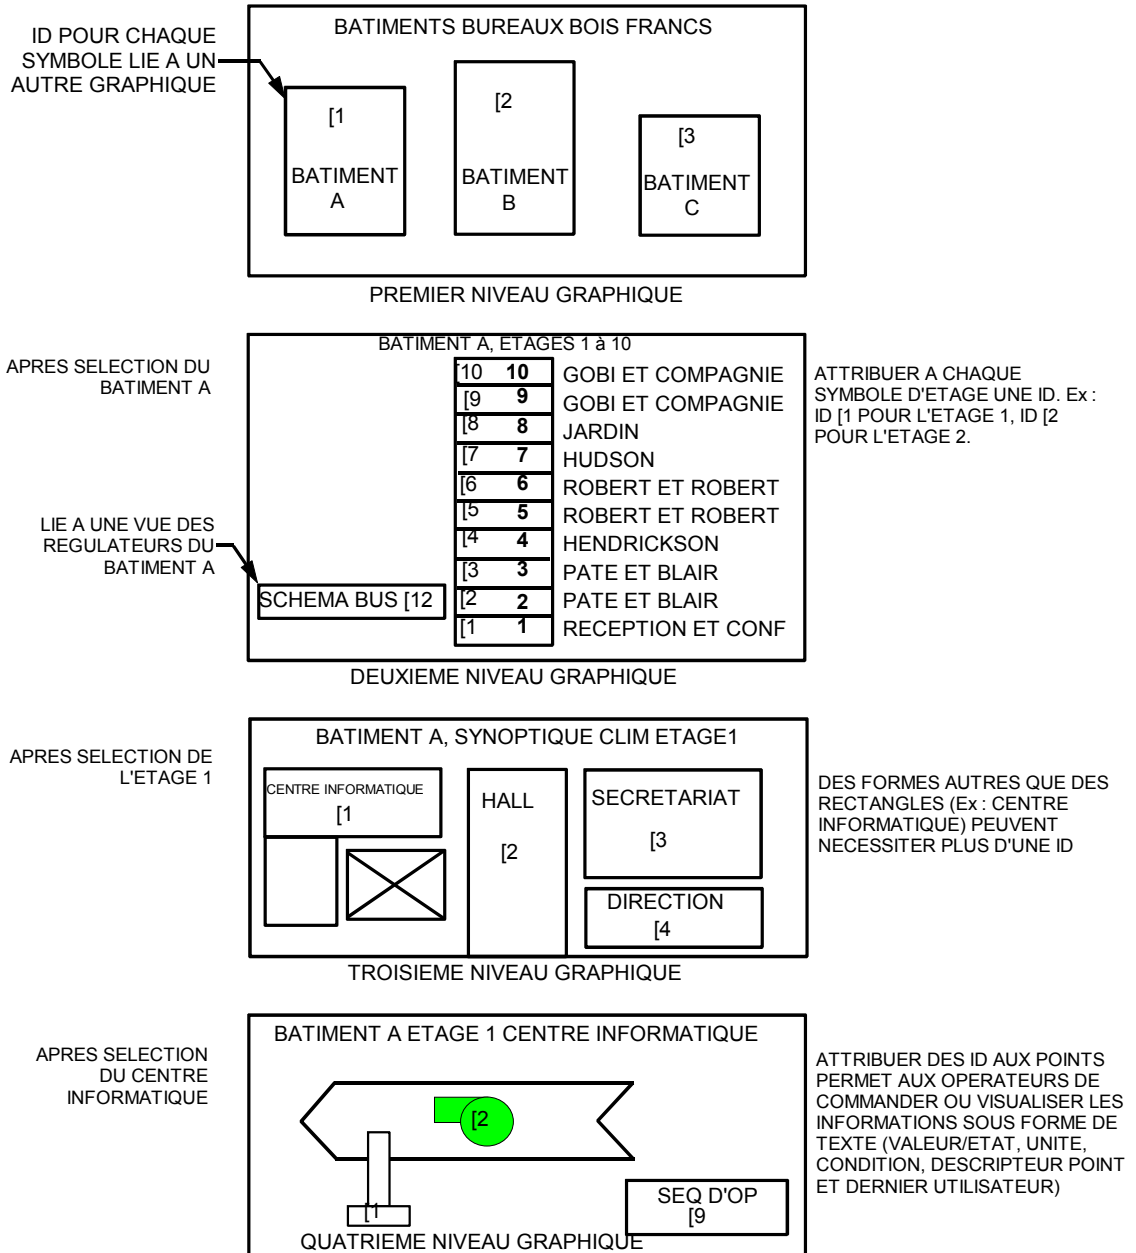 ID POUR CHAQUE
SYMBOLE LIE A UN
AUTRE GRAPHIQUE
BATIMENTS BUREAUX BOIS FRANCS
[1
BATIMENT
A
[2
BATIMENT
B
[3
BATIMENT
C
PREMIER NIVEAU GRAPHIQUE
APRES SELECTION DU
BATIMENT A
BATIMENT A, ETAGES 1 à 10
[10 10 GOBI ET COMPAGNIE
[9 9 GOBI ET COMPAGNIE
[8 8 JARDIN
[7 7 HUDSON
[6 6 ROBERT ET ROBERT
[5 5 ROBERT ET ROBERT
[4 4 HENDRICKSON
[3 3 PATE ET BLAIR
[2 2 PATE ET BLAIR
[1 1 RECEPTION ET CONF
ATTRIBUER A CHAQUE
SYMBOLE D'ETAGE UNE ID. Ex :
ID [1 POUR L'ETAGE 1, ID [2
POUR L'ETAGE 2.
LIE A UNE VUE DES
REGULATEURS DU
BATIMENT A
SCHEMA BUS [12
DEUXIEME NIVEAU GRAPHIQUE
APRES SELECTION DE
L'ETAGE 1
BATIMENT A, SYNOPTIQUE CLIM ETAGE1
CENTRE INFORMATIQUE
[1
HALL
[2
SECRETARIAT
[3
DIRECTION
[4
DES FORMES AUTRES QUE DES
RECTANGLES (Ex : CENTRE
INFORMATIQUE) PEUVENT
NECESSITER PLUS D'UNE ID
TROISIEME NIVEAU GRAPHIQUE
APRES SELECTION
DU CENTRE
INFORMATIQUE
BATIMENT A ETAGE 1 CENTRE INFORMATIQUE
[2
[1
SEQ D'OP
[9
ATTRIBUER DES ID AUX POINTS
PERMET AUX OPERATEURS DE
COMMANDER OU VISUALISER LES
INFORMATIONS SOUS FORME DE
TEXTE (VALEUR/ETAT, UNITE,
CONDITION, DESCRIPTEUR POINT
ET DERNIER UTILISATEUR)
QUATRIEME NIVEAU GRAPHIQUE